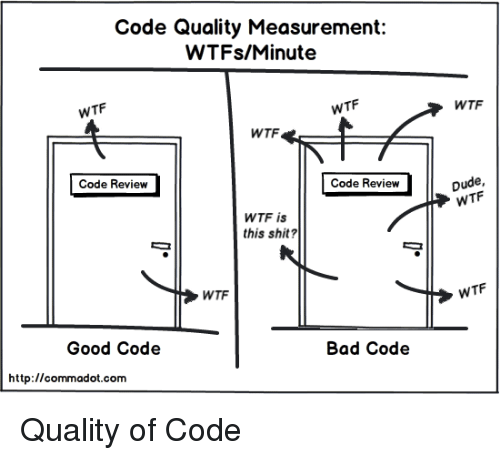 Code Quality Measurement:
WTFs/Minute
WTF
Code Review
WTF
Good Code
WTF
WTF
WTF
Code Review
Dude,
WTF
WTF is
this shit?
WTF
Bad Code
http://commadot.com
Quality of Code